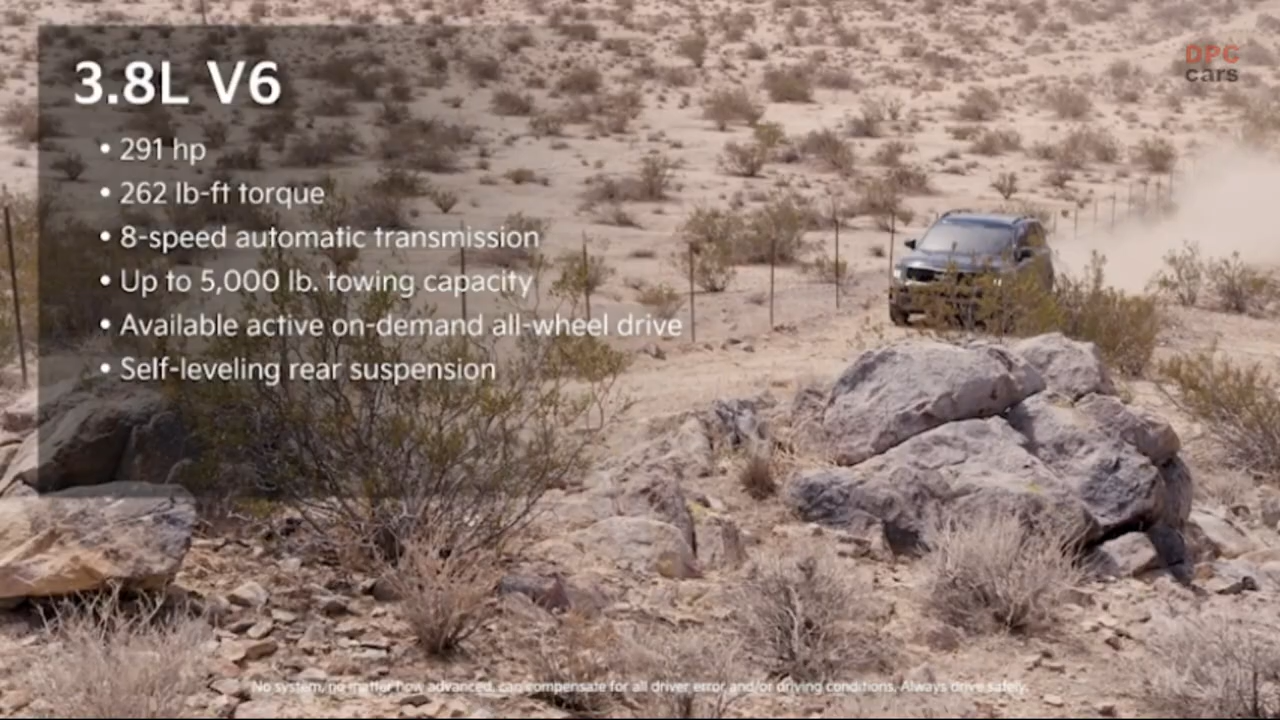 3.8L V6
• 291 hp
• 262 lb-ft torque
• 8-speed automatic transmission
• Up to 5,000 lb. towing capacity
• Available active on-demand all-wheel drive
• Self-leveling rear suspension
DPC
cars
No system, no matter how advanced, can compensate for all driver error and/or driving conditions. Always drive safely.